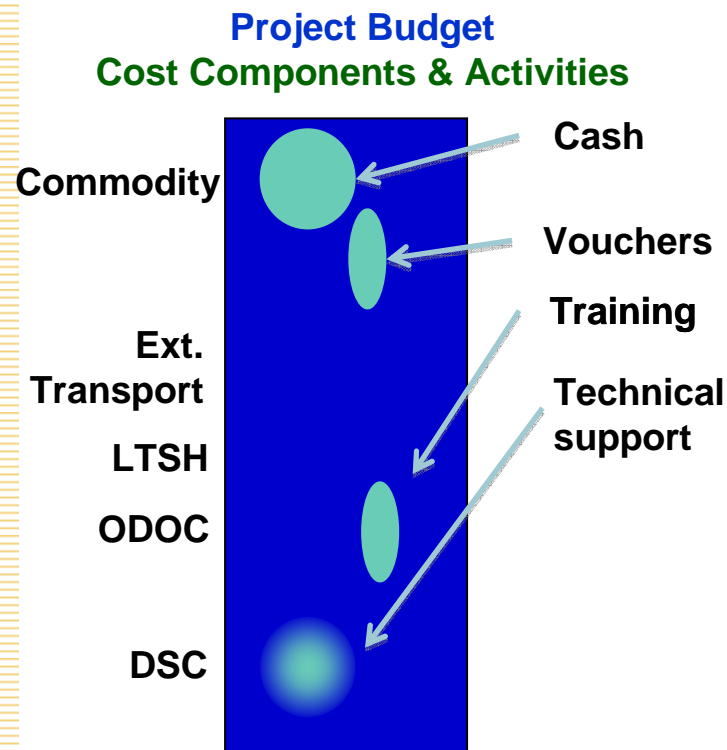 Project Budget
Cost Components & Activities
Commodity
Ext.
Transport
LTSH
ODOC
DSC
Cash
Vouchers
Training
Technical
support